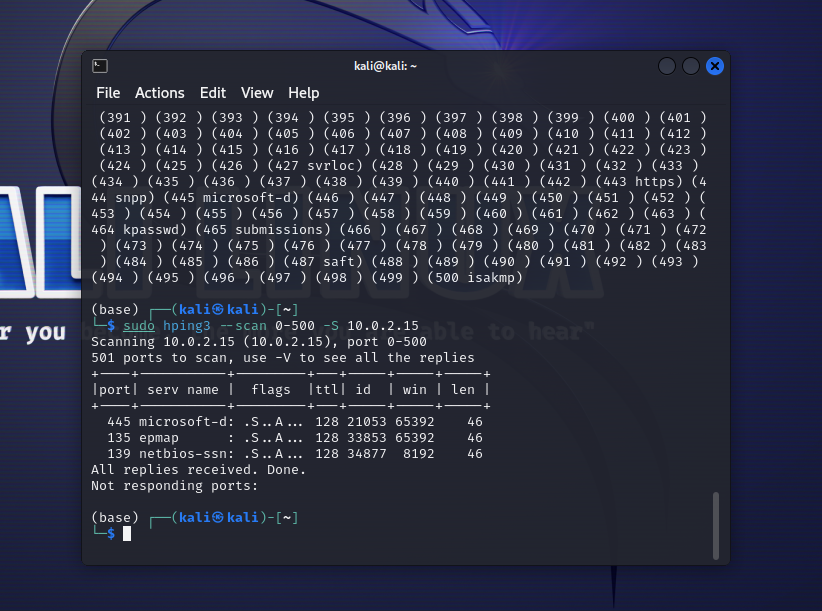 kali@kali: ~
File Actions Edit View Help
(391 ) (392 ) (393 ) (394 ) (395 ) (396 ) (397 ) (398 ) (399 ) (400 ) (401 )
(402 ) (403 ) (404 ) (405 ) (406 ) (407 ) (408 ) (409 ) (410 ) (411 ) (412 )
(413 ) (414 ) (415 ) (416 ) (417 ) (418 ) (419 ) (420 ) (421 ) (422 ) (423 )
(424 ) (425 ) (426 ) (427 svrloc) (428 ) (429 ) (430 ) (431 ) (432 ) (433 )
(434 ) (435 ) (436 ) (437 ) (438 ) (439 ) (440 ) (441 ) (442 ) (443 https) (4
44 snpp) (445 microsoft-d) (446 ) (447 ) (448 ) (449 ) (450 ) (451 ) (452 ) (
453 ) (454 ) (455 ) (456 ) (457 ) (458 ) (459 ) (460 ) (461 ) (462 ) (463 ) (
464 kpasswd) (465 submissions) (466 ) (467 ) (468 ) (469 ) (470 ) (471 ) (472
) (473 ) (474 ) (475 ) (476 ) (477 ) (478 ) (479 ) (480 ) (481 ) (482 ) (483
) (484 ) (485 ) (486 ) (487 saft) (488 ) (489 ) (490 ) (491 ) (492 ) (493 )
(494 ) (495 ) (496 ) (497 ) (498 ) (499 ) (500 isakmp)
(base) ┌──(kali㉿kali)-[~]
└─$ sudo hping3 --scan 0-500 -S 10.0.2.15
Scanning 10.0.2.15 (10.0.2.15), port 0-500
501 ports to scan, use -V to see all the replies
+----+-----------+---------+---+-----+-----+-----+
|port| serv name |  flags  |ttl| id  | win | len |
+----+-----------+---------+---+-----+-----+-----+
445 microsoft-d: .S..A... 128 21053 65392 46
135 epmap : .S..A... 128 33853 65392 46
139 netbios-ssn: .S..A... 128 34877 8192 46
All replies received. Done.
Not responding ports:
(base) ┌──(kali㉿kali)-[~]
└─$
r you
able to hear"